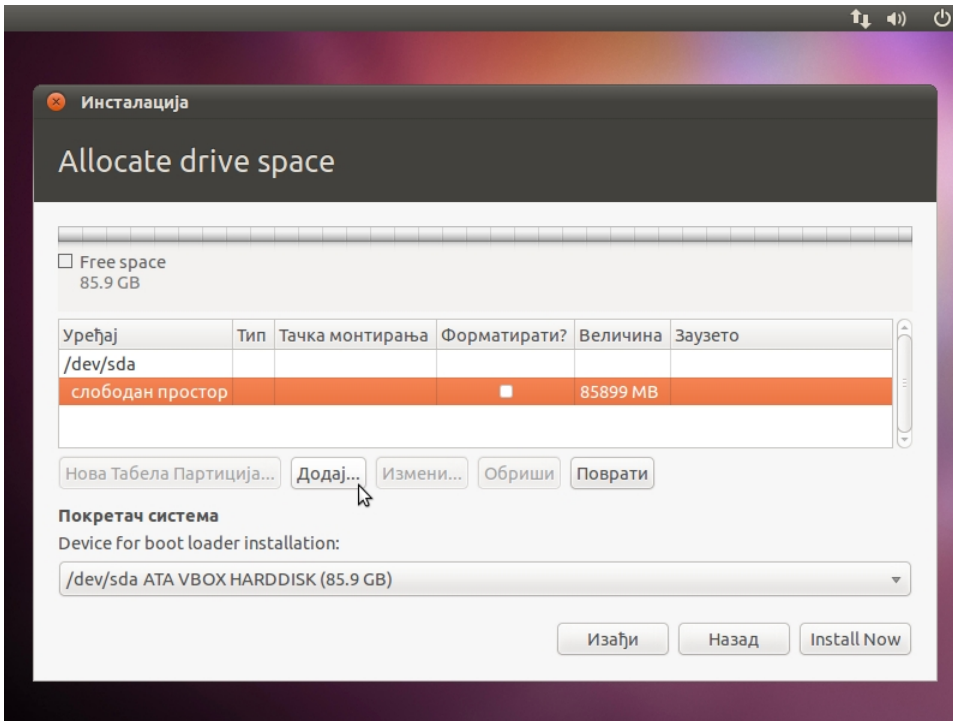 Инсталација
Allocate drive space
Free space
85.9 GB
Уређај Тип Тачка монтирања Форматирати? Величина Заузето
/dev/sda
слободан простор 85899 MB
Нова Табела Партиција... Додај... Измени... Обриши Поврати
Покретач система
Device for boot loader installation:
/dev/sda ATA VBOX HARDDISK (85.9 GB)
Изађи Назад Install Now